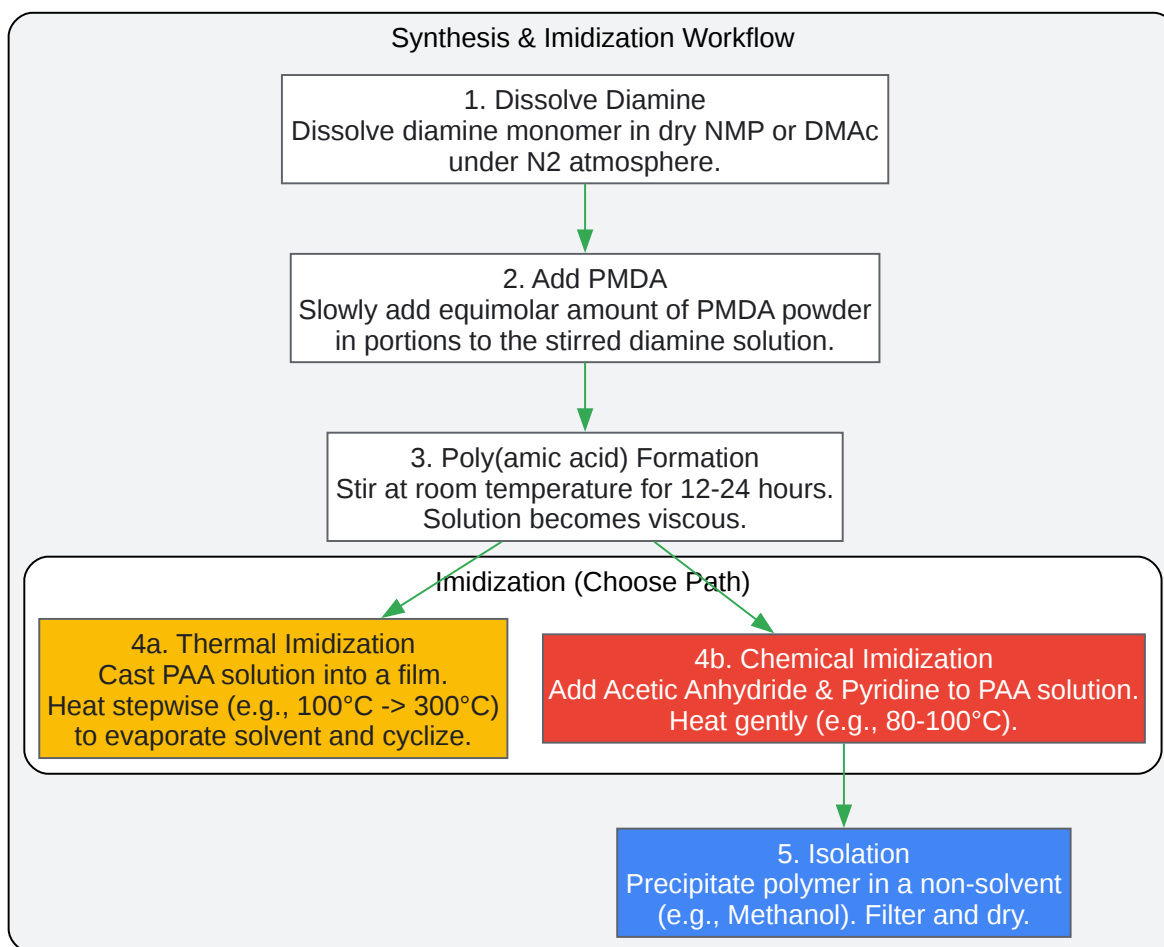 Synthesis & Imidization Workflow
1. Dissolve Diamine
Dissolve diamine monomer in dry NMP or DMAc
under N2 atmosphere.
2. Add PMDA
Slowly add equimolar amount of PMDA powder
in portions to the stirred diamine solution.
3. Poly(amic acid) Formation
Stir at room temperature for 12-24 hours.
Solution becomes viscous.
Imidization (Choose Path)
4a. Thermal Imidization
Cast PAA solution into a film.
Heat stepwise (e.g., 100°C -> 300°C)
to evaporate solvent and cyclize.
4b. Chemical Imidization
Add Acetic Anhydride & Pyridine to PAA solution.
Heat gently (e.g., 80-100°C).
5. Isolation
Precipitate polymer in a non-solvent
(e.g., Methanol). Filter and dry.